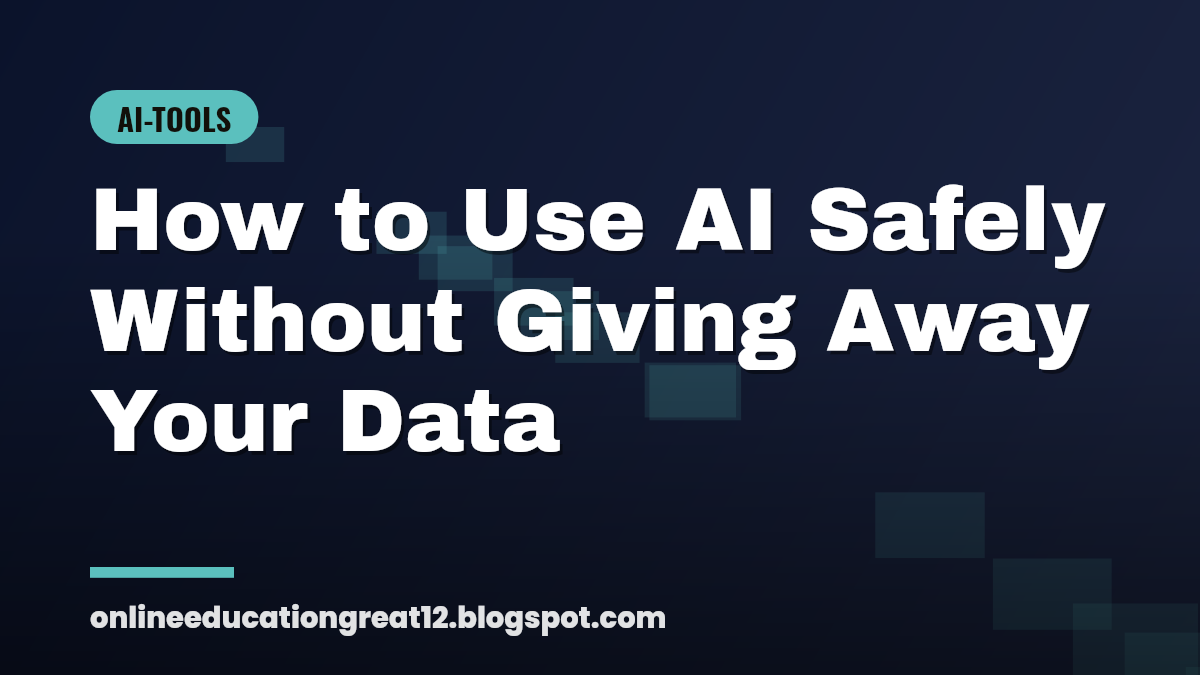 AI-TOOLS
How to Use AI Safely
Without Giving Away
Your Data
onlineeducationgreat12.blogspot.com